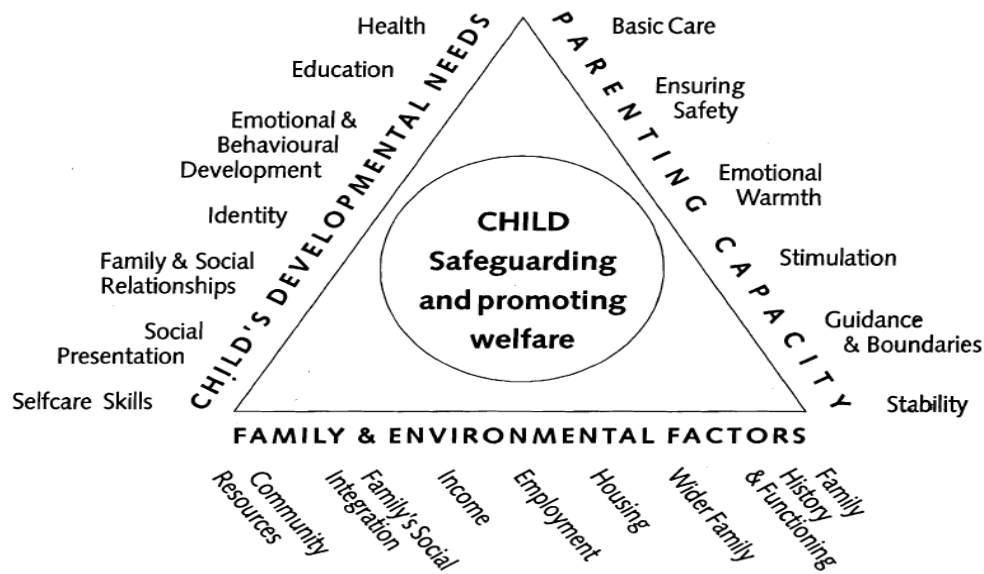 Health
Education
Emotional &
Behavioural
Development
Identity
Family & Social
Relationships
Social
Presentation
Selfcare Skills
CHILD'S DEVELOPMENTAL NEEDS
CHILD
Safeguarding
and promoting
welfare
PARENTING CAPACITY
Basic Care
Ensuring
Safety
Emotional
Warmth
Stimulation
Guidance
& Boundaries
Stability
FAMILY & ENVIRONMENTAL FACTORS
Community
Resources
Family's Social
Integration
Income
Employment
Housing
Wider Family
Family
History
& Functioning